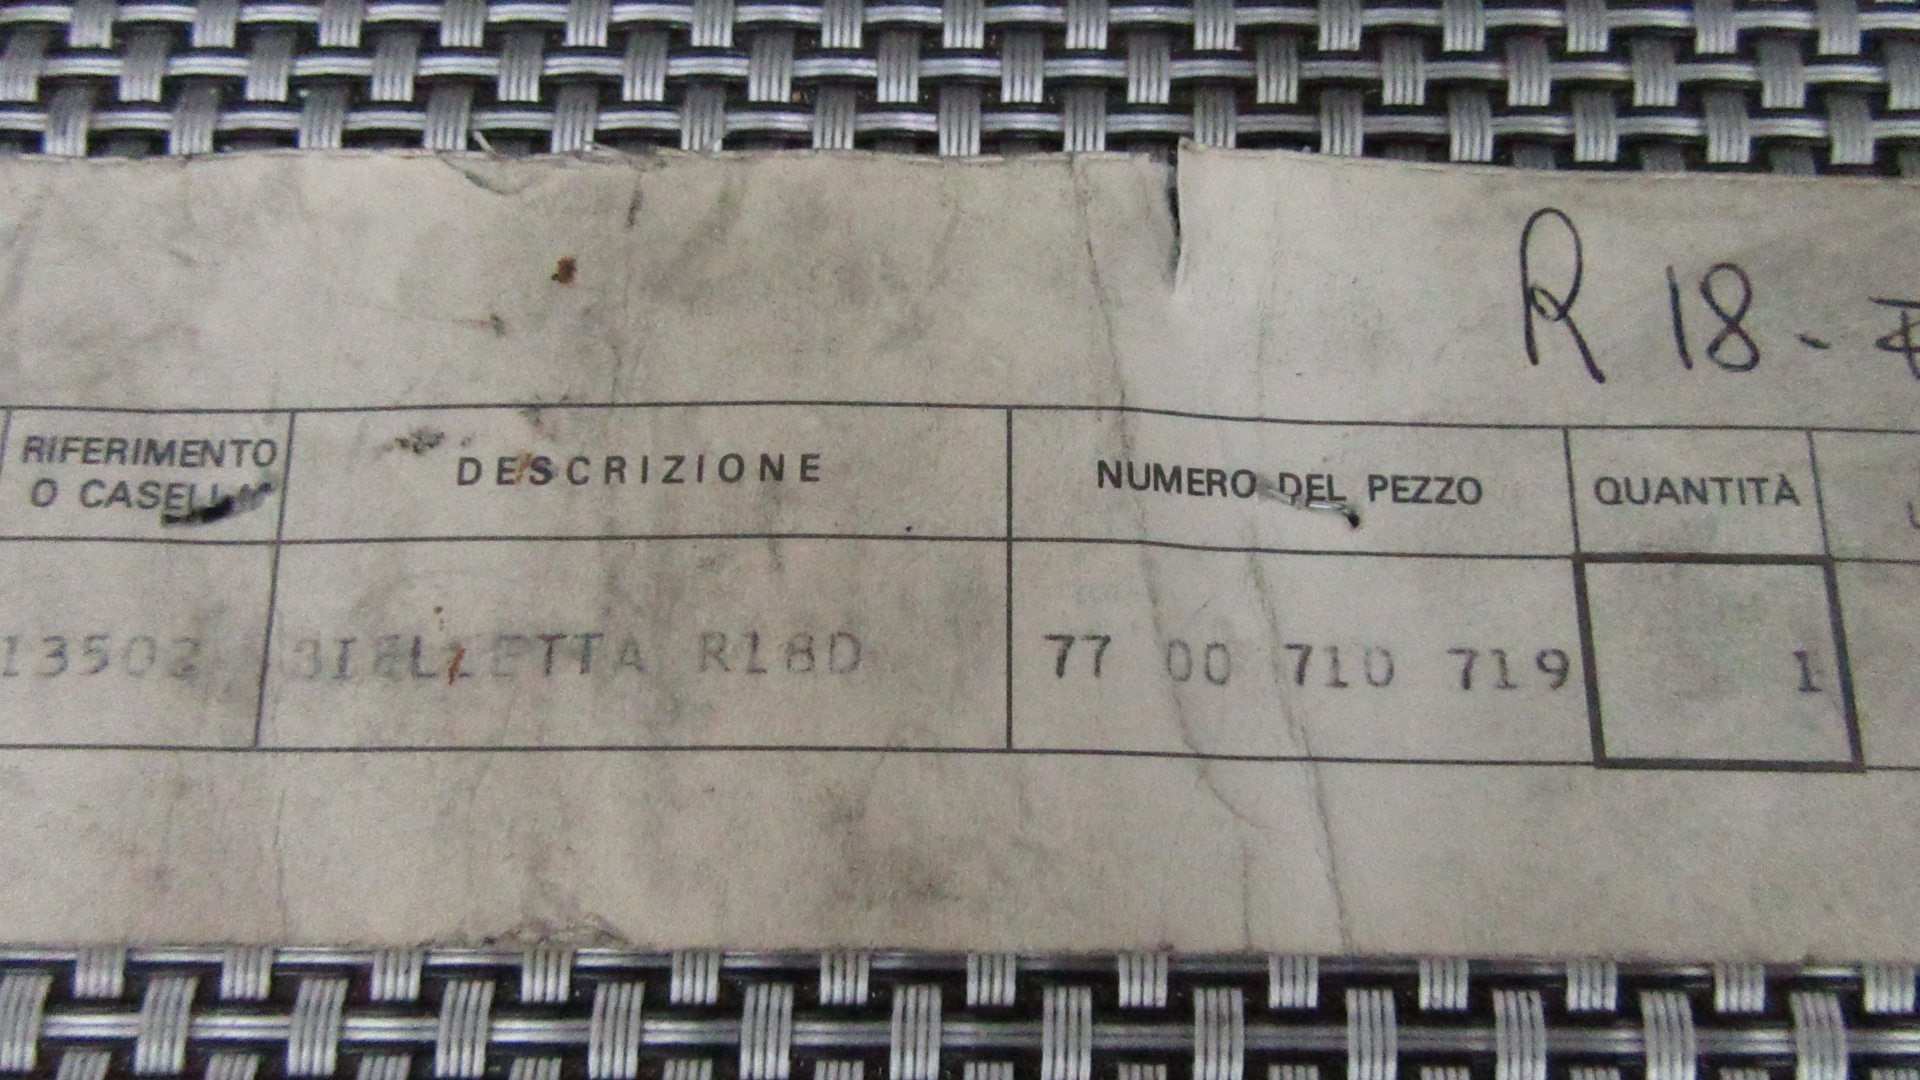 R 18 -
RIFERIMENTO O CASELLA
DESCRIZIONE
NUMERO DEL PEZZO
QUANTITÀ
13502 BIELLETTA R18D 77 00 710 719 1